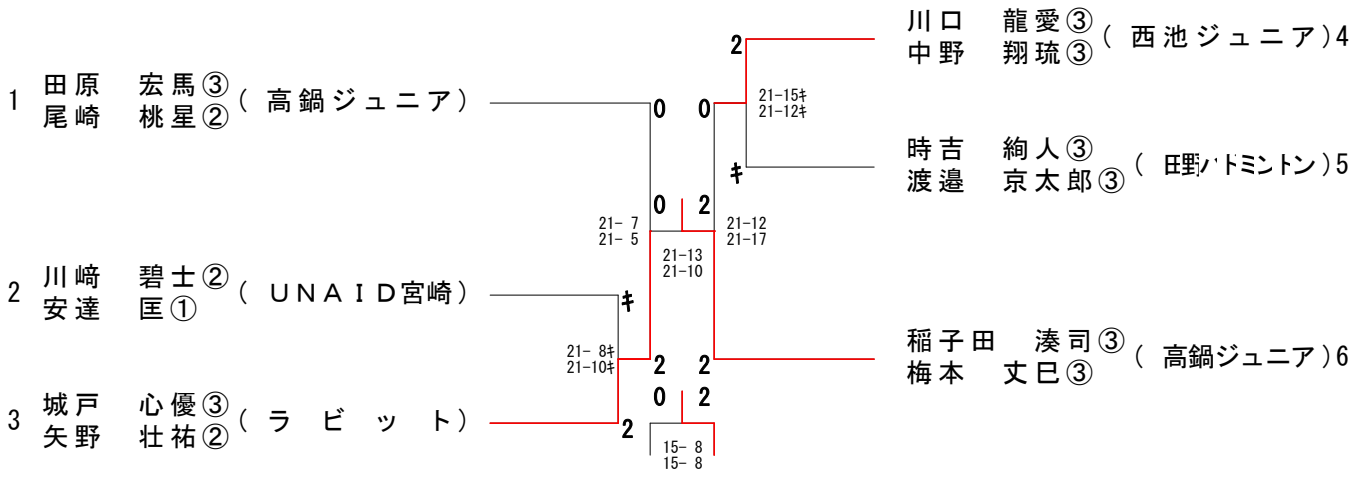 1 田原 宏馬③
尾崎 桃星②
( 高鍋ジュニア)
2 川﨑 碧士②
安達 匡①
( UNAID宮崎)
3 城戸 心優③
矢野 壮祐②
( ラビット)
川口 龍愛③
中野 翔琉③
( 西池ジュニア) 4
時吉 絢人③
渡邉 京太郎③
( 田野バドミントン) 5
稲子田 湊司③
梅本 丈巳③
( 高鍋ジュニア) 6
2
21-15ｷ
21-12ｷ
キ
0 0
0 2
21- 7
21- 5
21-12
21-17
21-13
21-10
キ
21- 8ｷ
21-10ｷ
2
2 2
0 2
15- 8
15- 8